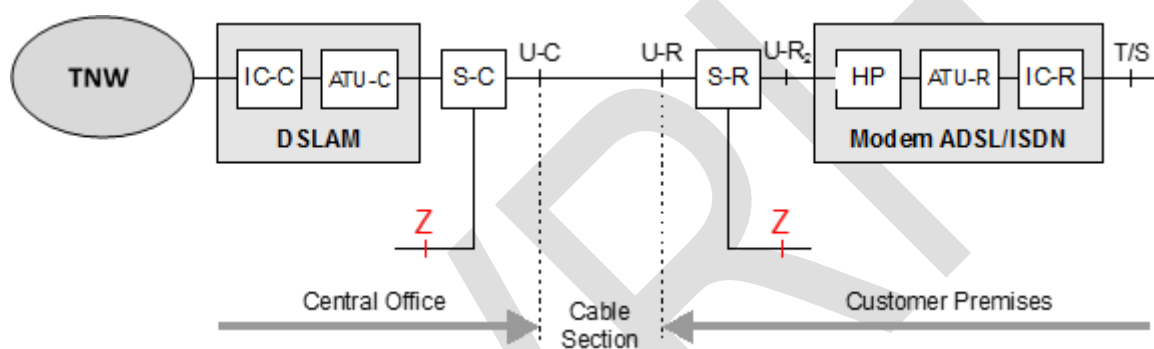 TNW
IC-C
ATU-C
DSLAM
S-C
U-C
U-R
S-R
U-R2
HP
ATU-R
IC-R
Modem ADSL/ISDN
T/S
Z
Z
Central Office
Cable
Section
Customer Premises